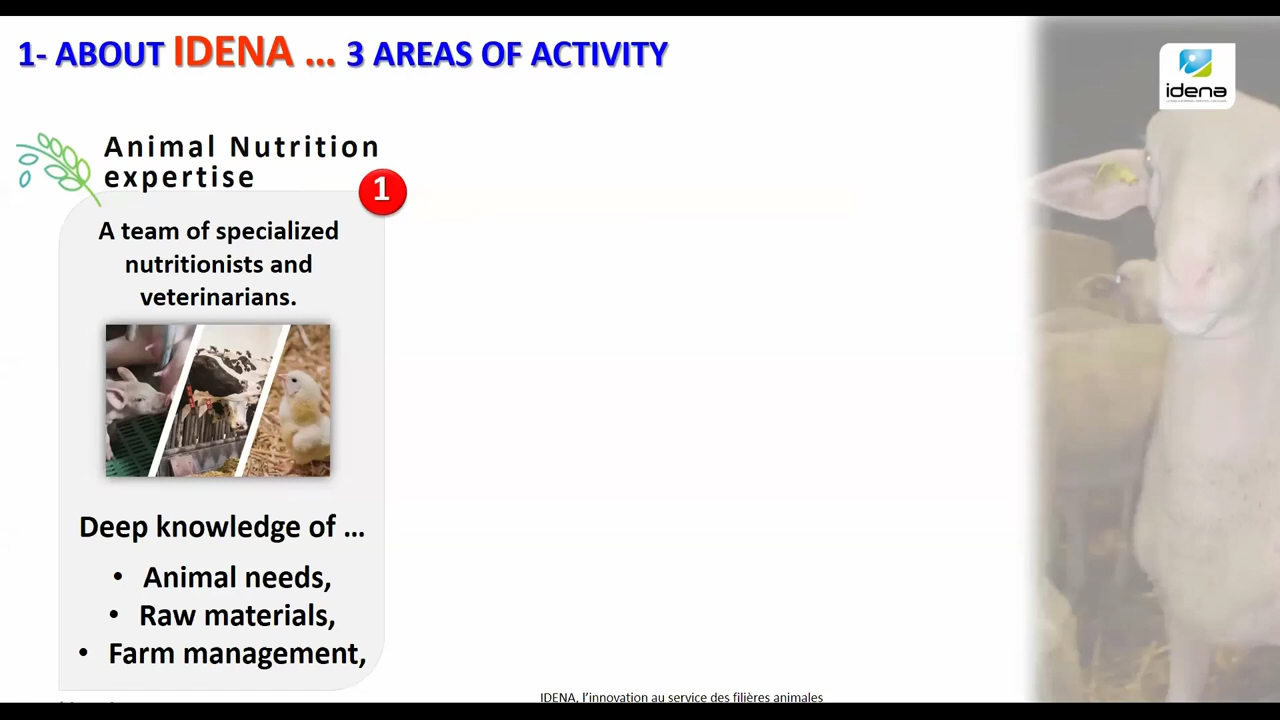 1- ABOUT IDENA ... 3 AREAS OF ACTIVITY
idena
Animal Nutrition
expertise
1
A team of specialized
nutritionists and
veterinarians.
Deep knowledge of ...
• Animal needs,
• Raw materials,
• Farm management,
IDENA, l’innovation au service des filières animales